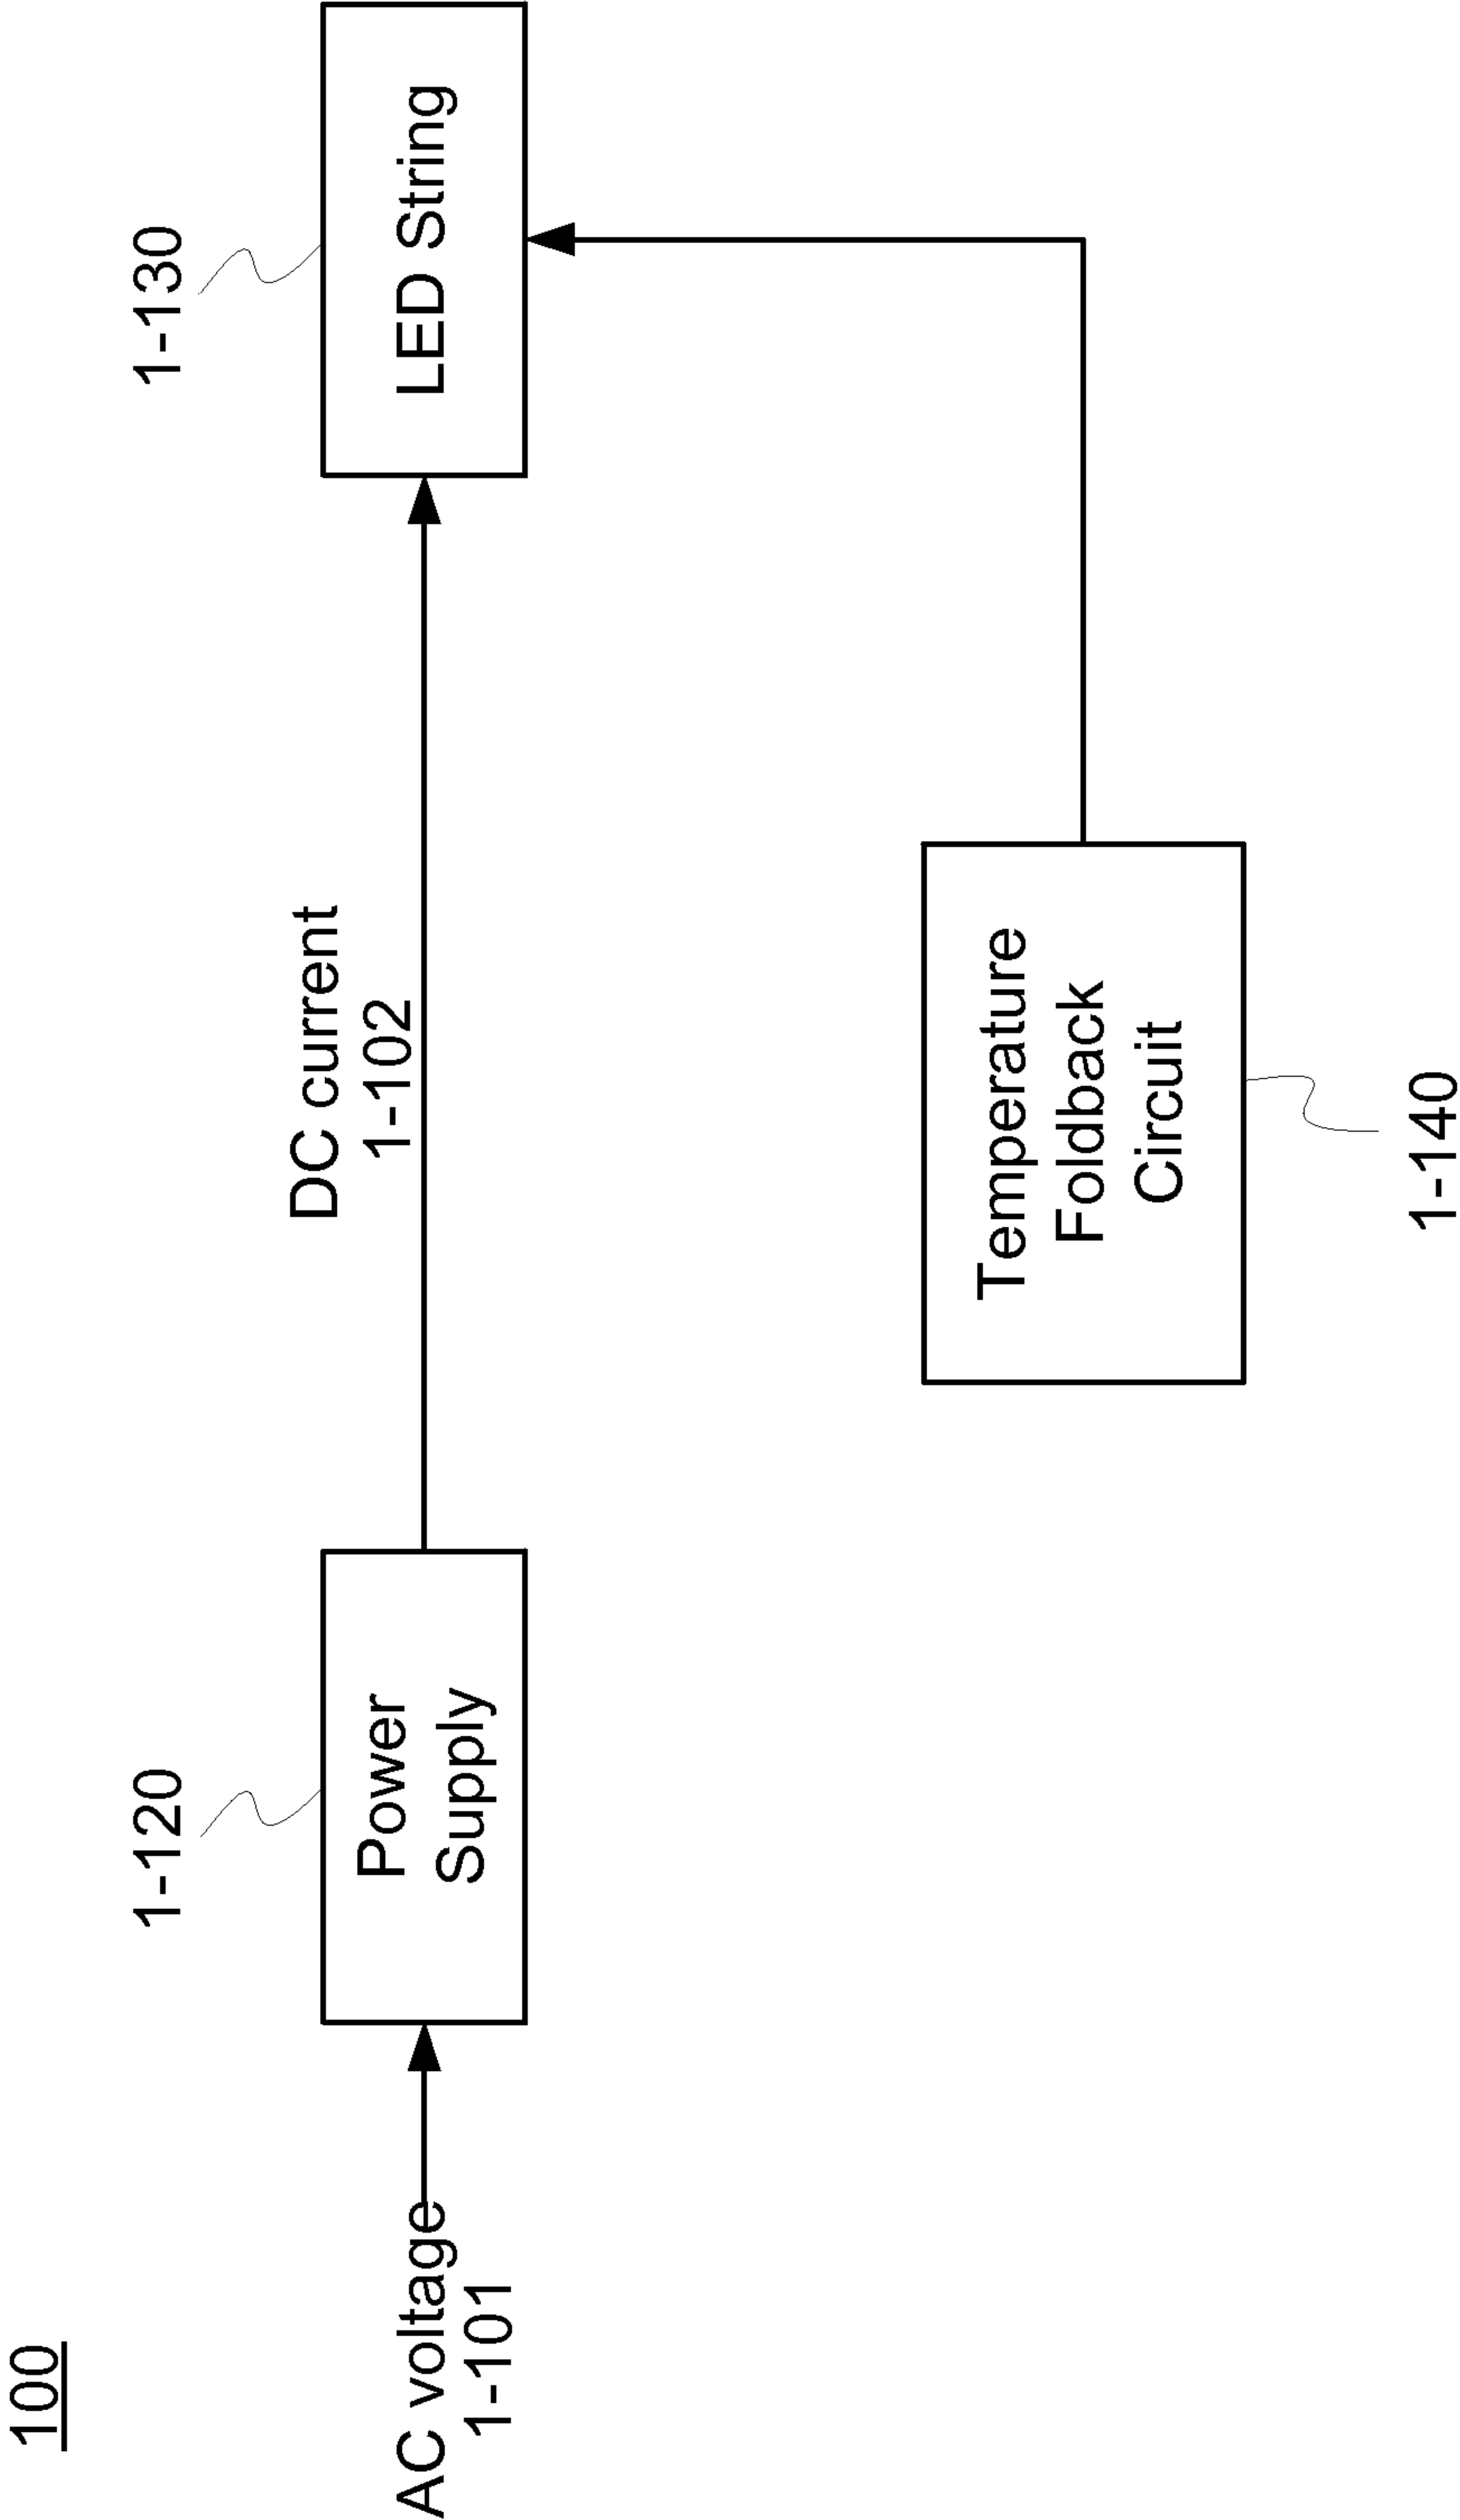 100
1-120
1-130
DC current
1-102
AC voltage
1-101
Power
Supply
LED String
Temperature
Foldback
Circuit
1-140